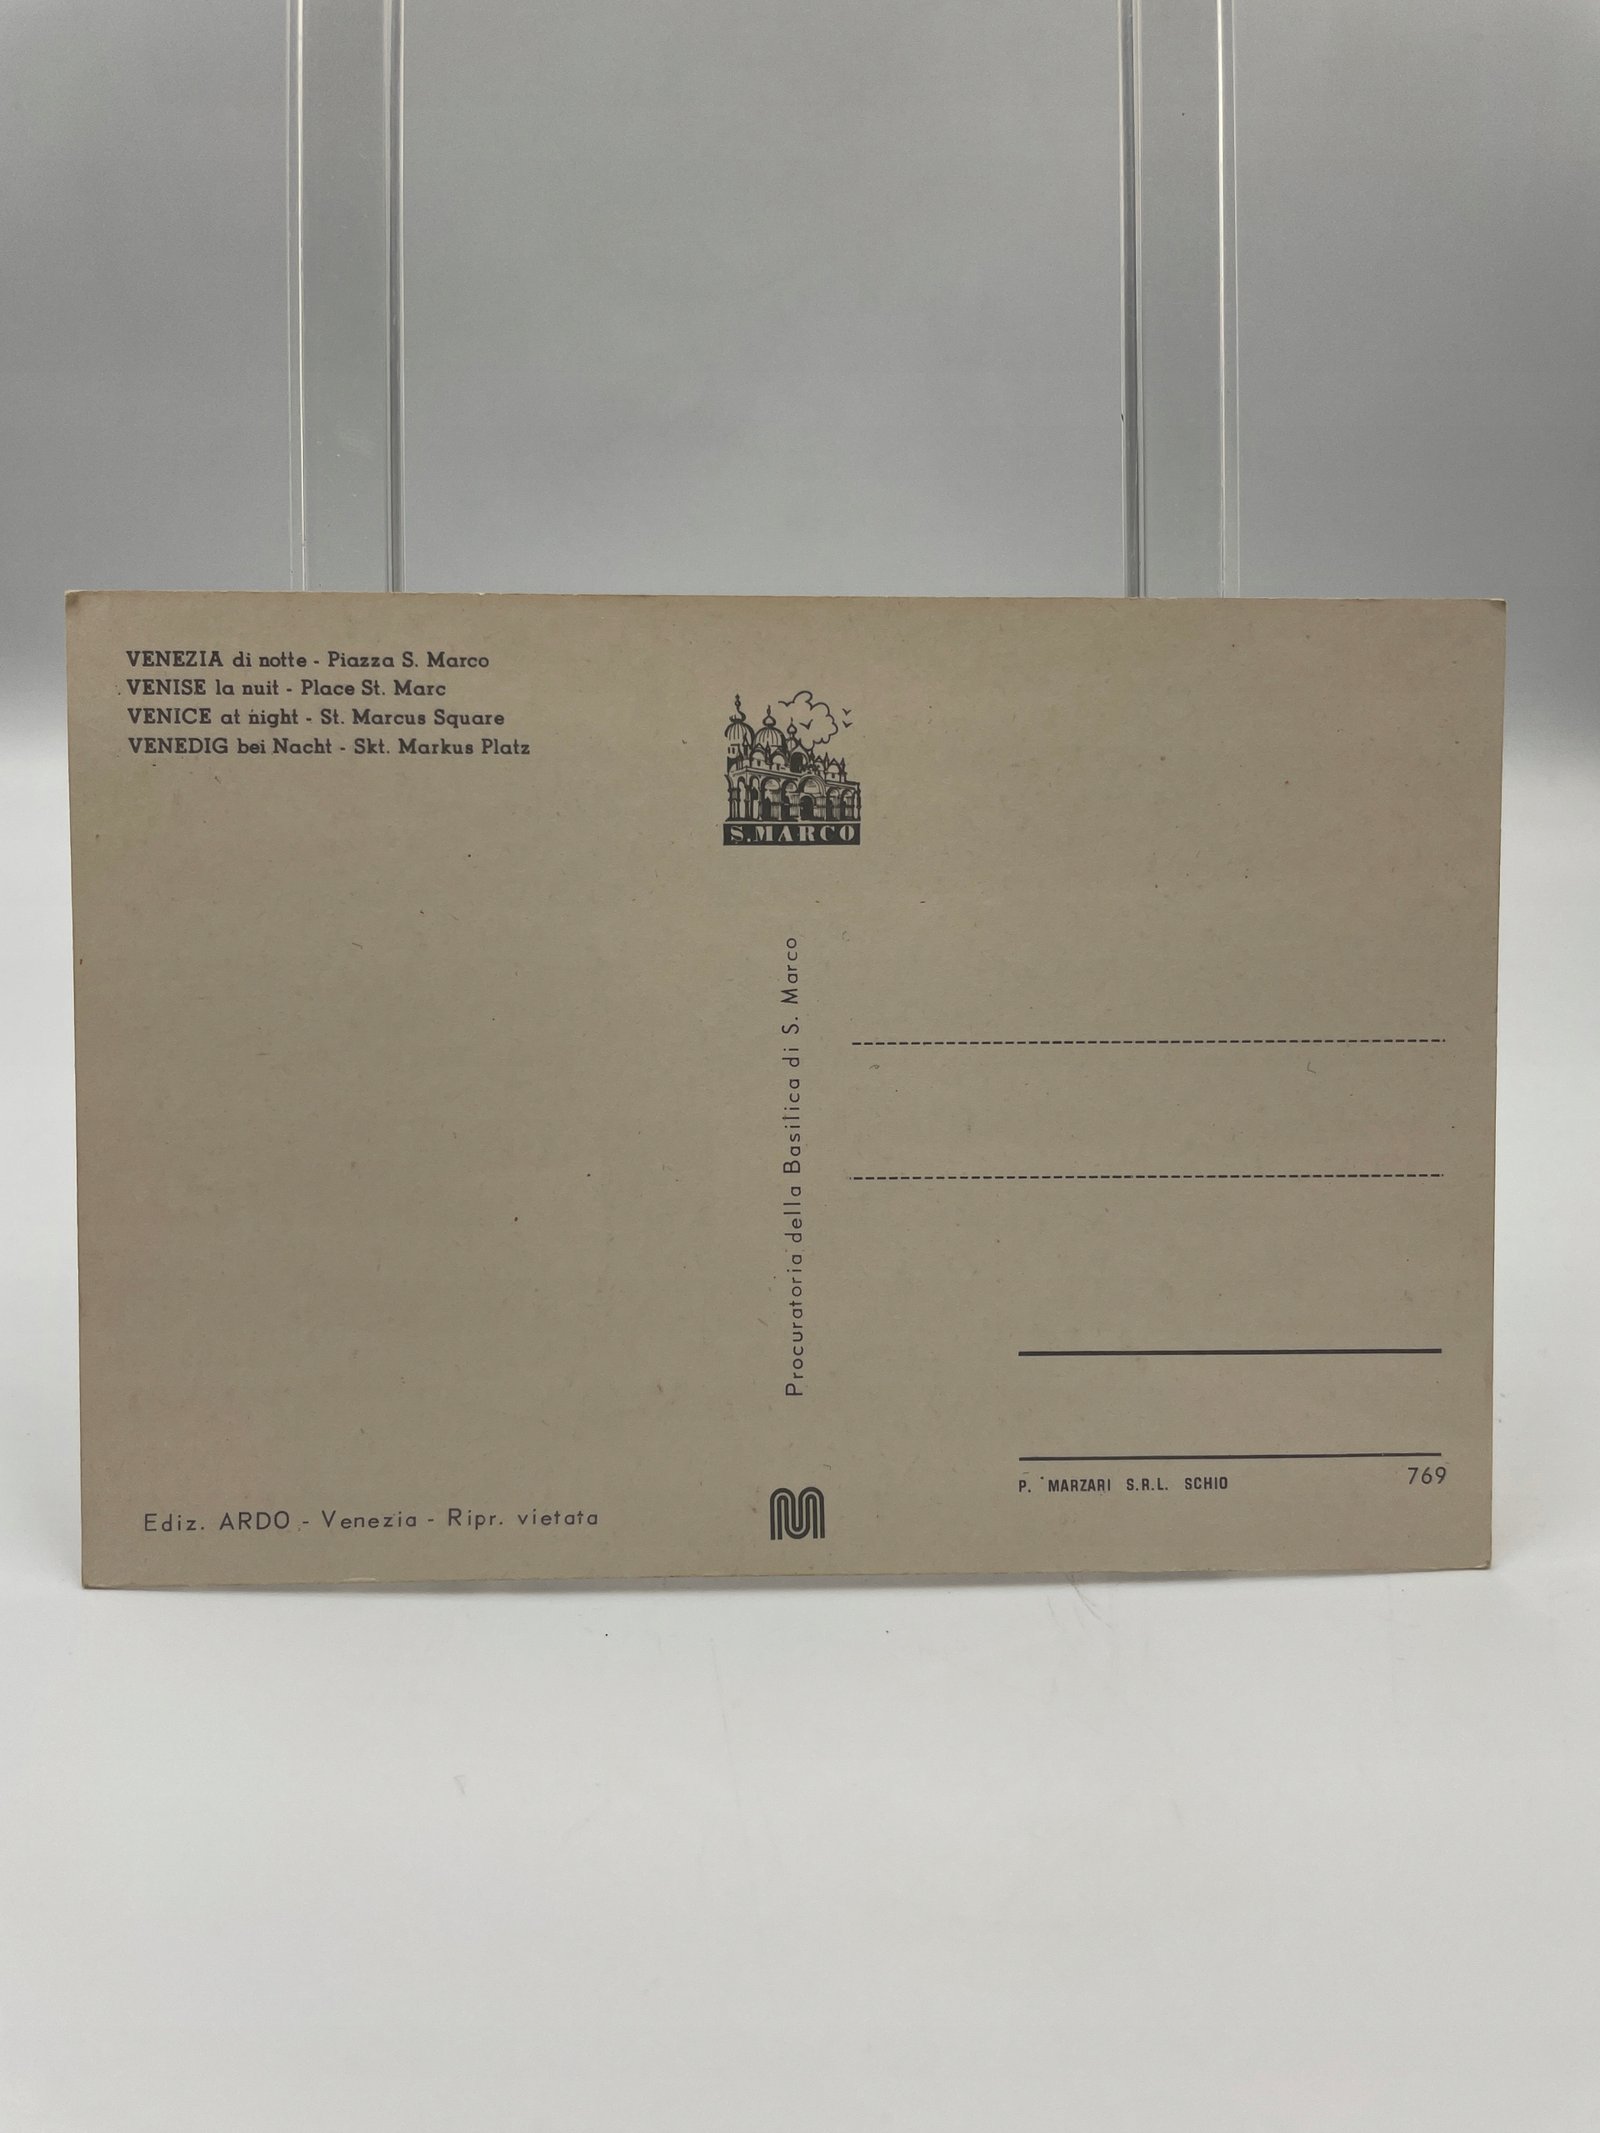 VENEZIA di notte - Piazza S. Marco
VENISE la nuit - Place St. Marc
VENICE at night - St. Marcus Square
VENEDIG bei Nacht - Skt. Markus Platz
S. MARCO
Procuratoria della Basilica di S. Marco
P. MARZARI S.R.L. SCHIO
769
Ediz. ARDO - Venezia - Ripr. vietata